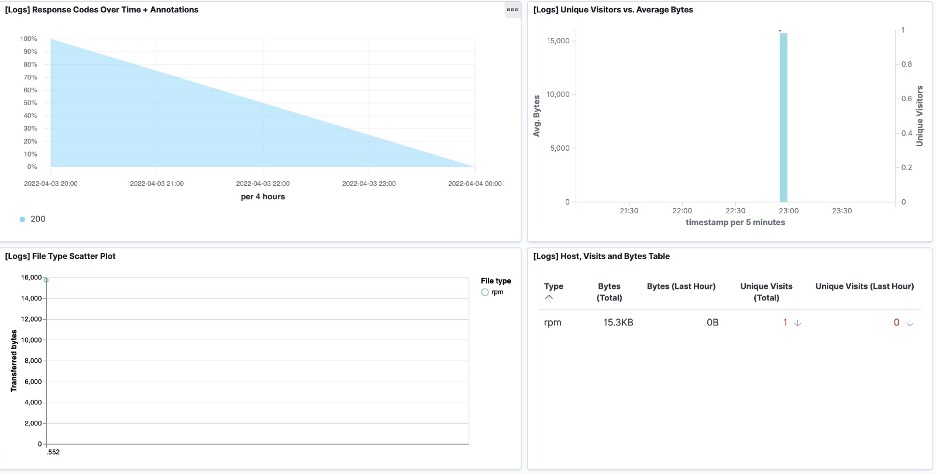 [Logs] Response Codes Over Time + Annotations
100%
90%
80%
70%
60%
50%
40%
30%
20%
10%
0%
2022-04-03 20:00 2022-04-03 21:00 2022-04-03 22:00 2022-04-03 23:00 2022-04-04 00:00
per 4 hours
200
[Logs] Unique Visitors vs. Average Bytes
Avg. Bytes
15,000
10,000
5,000
0
1
0.8
0.6
0.4
0.2
0
Unique Visitors
21:30 22:00 22:30 23:00 23:30
timestamp per 5 minutes
[Logs] File Type Scatter Plot
Transferred bytes
16,000
14,000
12,000
10,000
8,000
6,000
4,000
2,000
0
.552
File type
rpm
[Logs] Host, Visits and Bytes Table
Type Bytes (Total) Bytes (Last Hour) Unique Visits (Total) Unique Visits (Last Hour)
rpm 15.3KB 0B 1 0